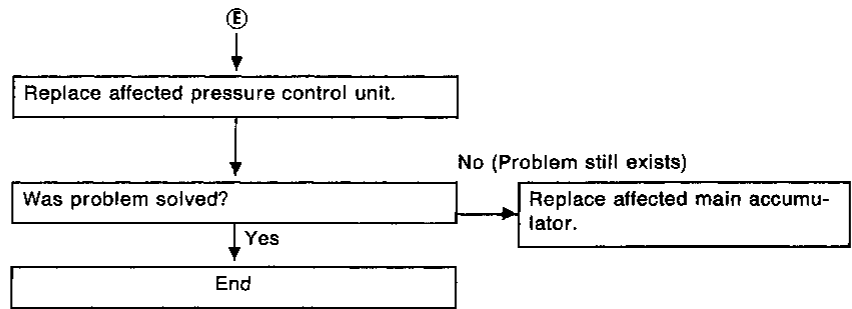 Ⓔ
Replace affected pressure control unit.
No (Problem still exists)
Was problem solved?
Replace affected main accumu-
lator.
Yes
End